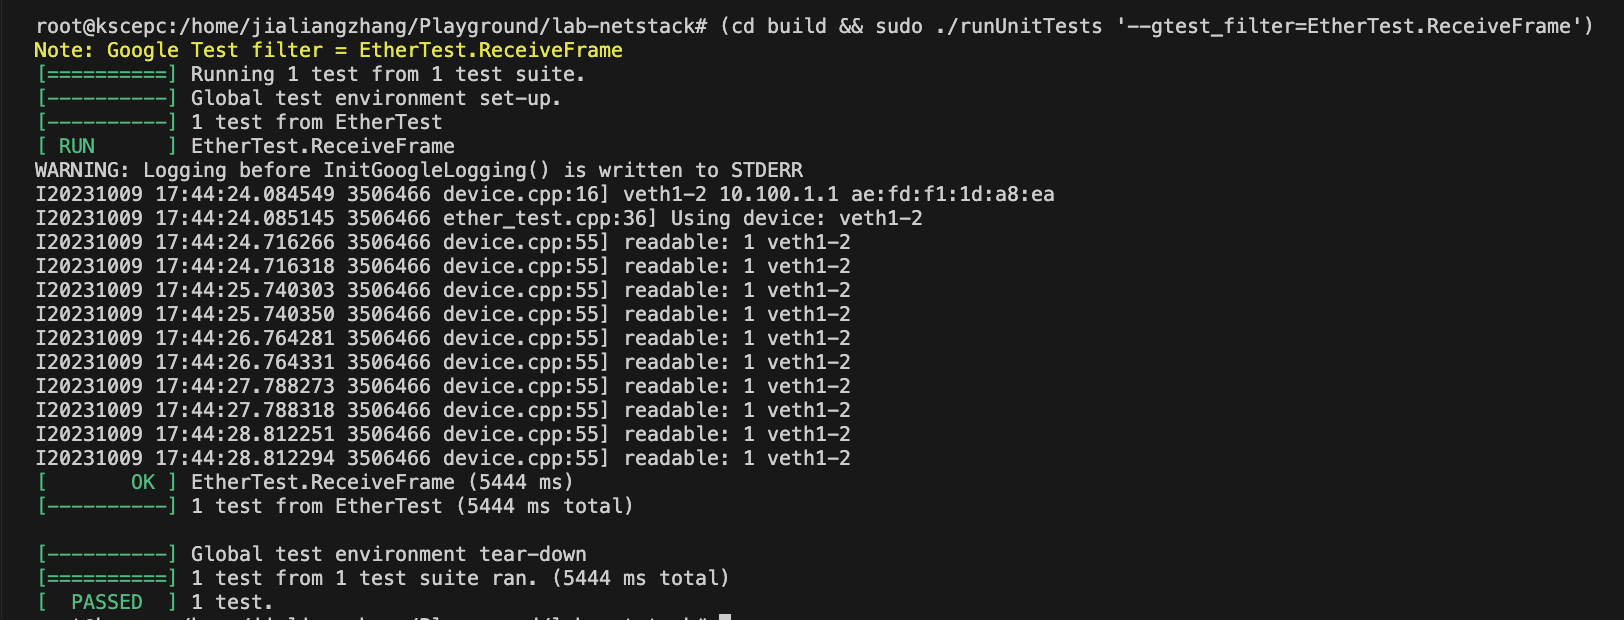 root@kscepc:/home/jialiangzhang/Playground/lab-netstack# (cd build && sudo ./runUnitTests '--gtest_filter=EtherTest.ReceiveFrame')
Note: Google Test filter = EtherTest.ReceiveFrame
[==========] Running 1 test from 1 test suite.
[----------] Global test environment set-up.
[----------] 1 test from EtherTest
[ RUN      ] EtherTest.ReceiveFrame
WARNING: Logging before InitGoogleLogging() is written to STDERR
I20231009 17:44:24.084549 3506466 device.cpp:16] veth1-2 10.100.1.1 ae:fd:f1:1d:a8:ea
I20231009 17:44:24.085145 3506466 ether_test.cpp:36] Using device: veth1-2
I20231009 17:44:24.716266 3506466 device.cpp:55] readable: 1 veth1-2
I20231009 17:44:24.716318 3506466 device.cpp:55] readable: 1 veth1-2
I20231009 17:44:25.740303 3506466 device.cpp:55] readable: 1 veth1-2
I20231009 17:44:25.740350 3506466 device.cpp:55] readable: 1 veth1-2
I20231009 17:44:26.764281 3506466 device.cpp:55] readable: 1 veth1-2
I20231009 17:44:26.764331 3506466 device.cpp:55] readable: 1 veth1-2
I20231009 17:44:27.788273 3506466 device.cpp:55] readable: 1 veth1-2
I20231009 17:44:27.788318 3506466 device.cpp:55] readable: 1 veth1-2
I20231009 17:44:28.812251 3506466 device.cpp:55] readable: 1 veth1-2
I20231009 17:44:28.812294 3506466 device.cpp:55] readable: 1 veth1-2
[       OK ] EtherTest.ReceiveFrame (5444 ms)
[----------] 1 test from EtherTest (5444 ms total)
[----------] Global test environment tear-down
[==========] 1 test from 1 test suite ran. (5444 ms total)
[  PASSED  ] 1 test.